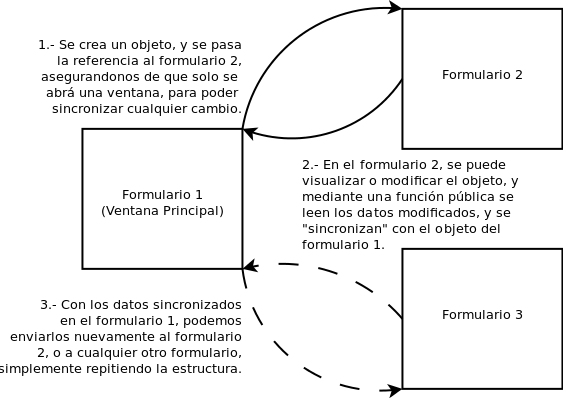 1.- Se crea un objeto, y se pasa
la referencia al formulario 2,
asegurandonos de que solo se
abrá una ventana, para poder
sincronizar cualquier cambio.
Formulario 2
Formulario 1
(Ventana Principal)
2.- En el formulario 2, se puede
visualizar o modificar el objeto, y
mediante una función pública se
leen los datos modificados, y se
"sincronizan" con el objeto del
formulario 1.
3.- Con los datos sincronizados
en el formulario 1, podemos
enviarlos nuevamente al formulario
2, o a cualquier otro formulario,
simplemente repitiendo la estructura.
Formulario 3